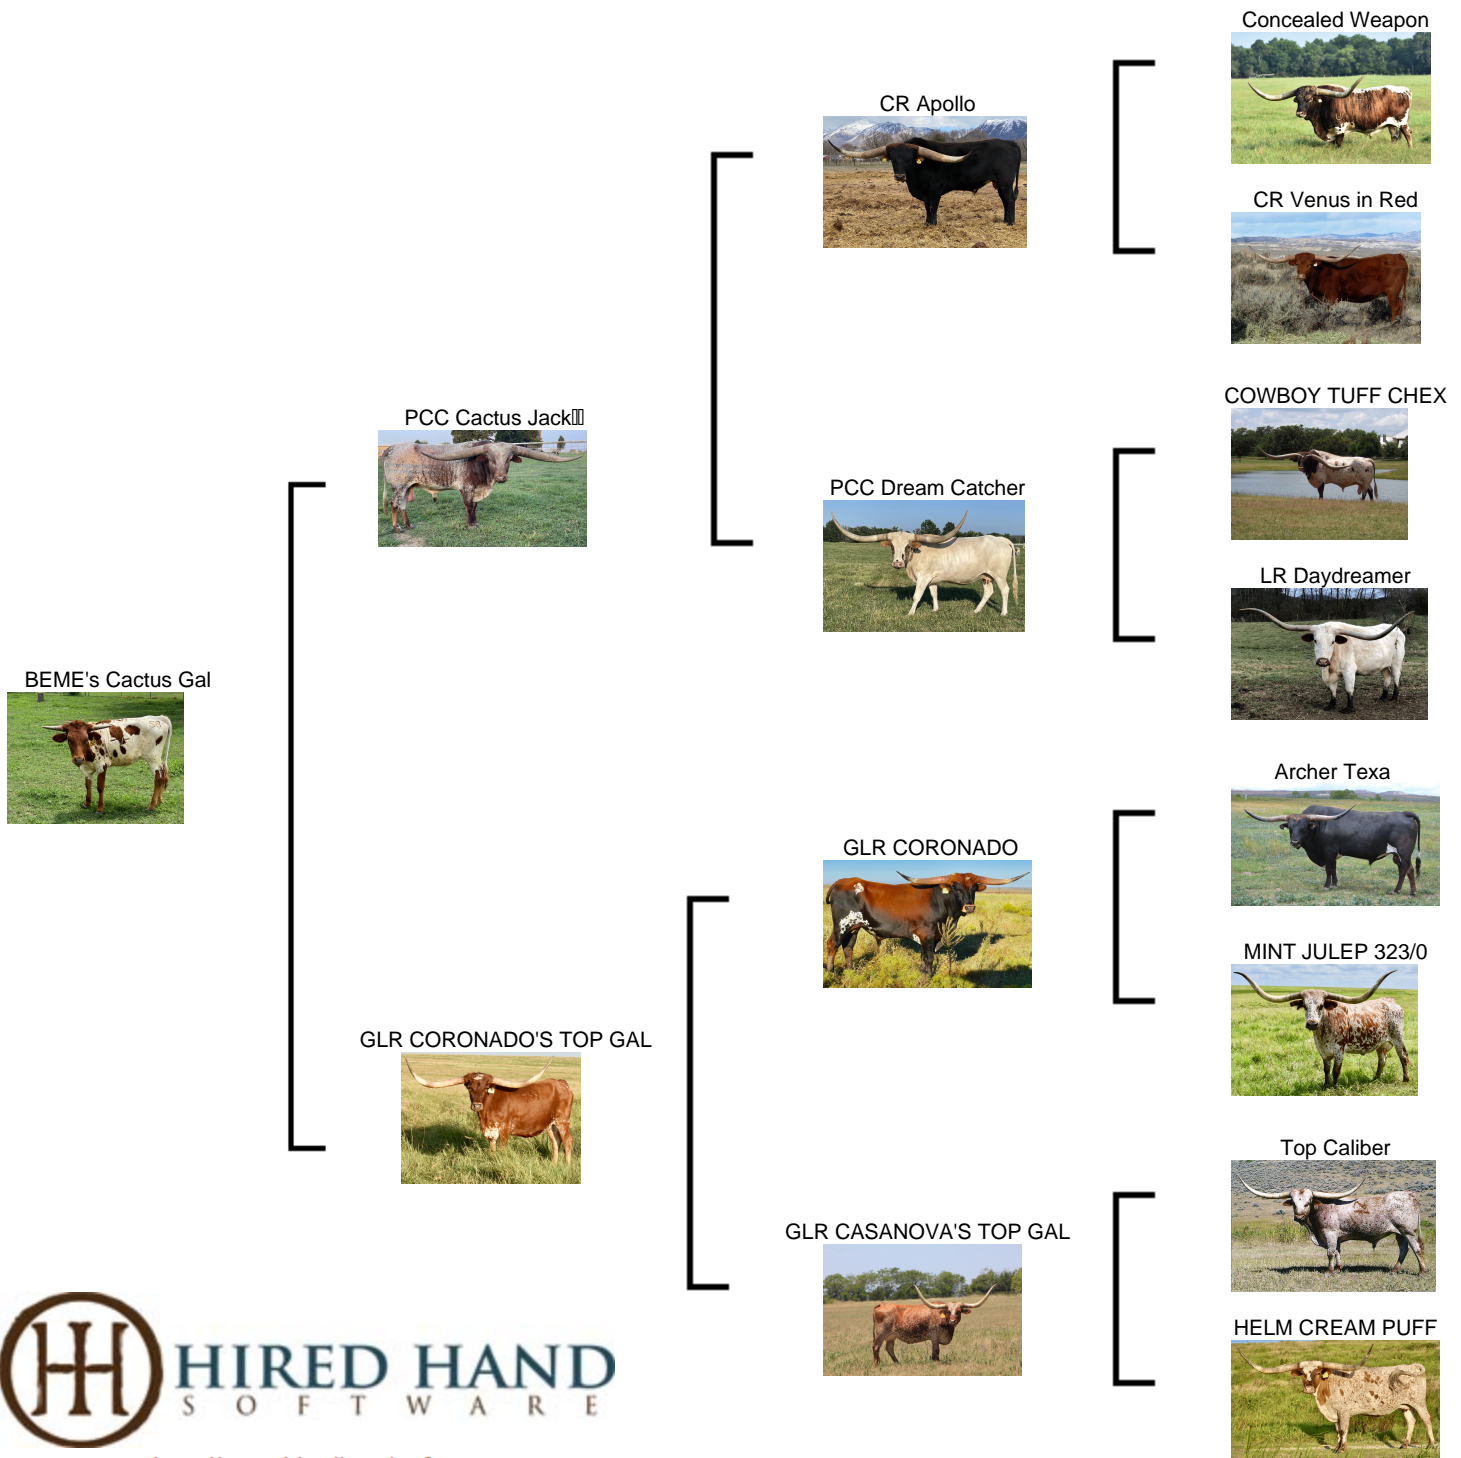 Concealed Weapon
CR Apollo
CR Venus in Red
PCC Cactus Jack
COWBOY TUFF CHEX
PCC Dream Catcher
LR Daydreamer
BEME's Cactus Gal
Archer Texa
GLR CORONADO
MINT JULEP 323/0
GLR CORONADO'S TOP GAL
Top Caliber
GLR CASANOVA'S TOP GAL
HELM CREAM PUFF
HIRED HAND
SOFTWARE